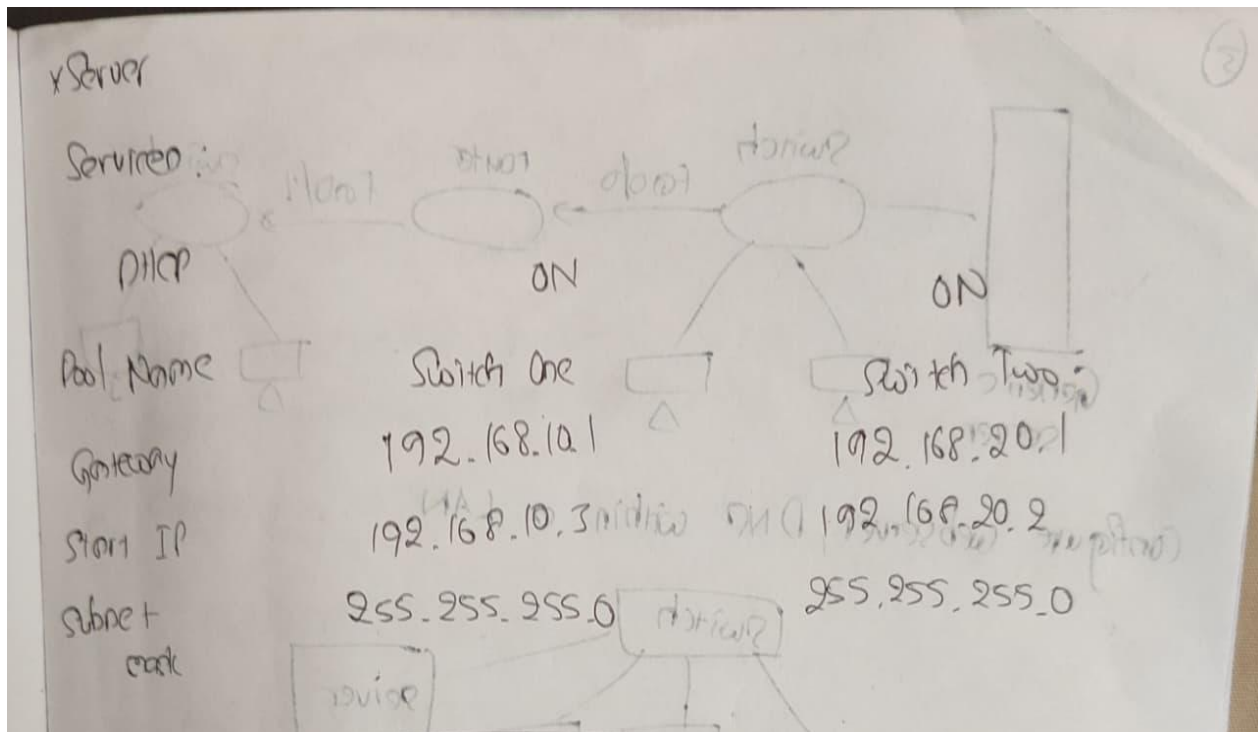 x Server
Services:
DHCP ON ON
Pool Name Switch One Switch Two
Gateway 192.168.10.1 192.168.20.1
Start IP 192.168.10.3 192.168.20.2
Subnet 255.255.255.0 255.255.255.0
mask